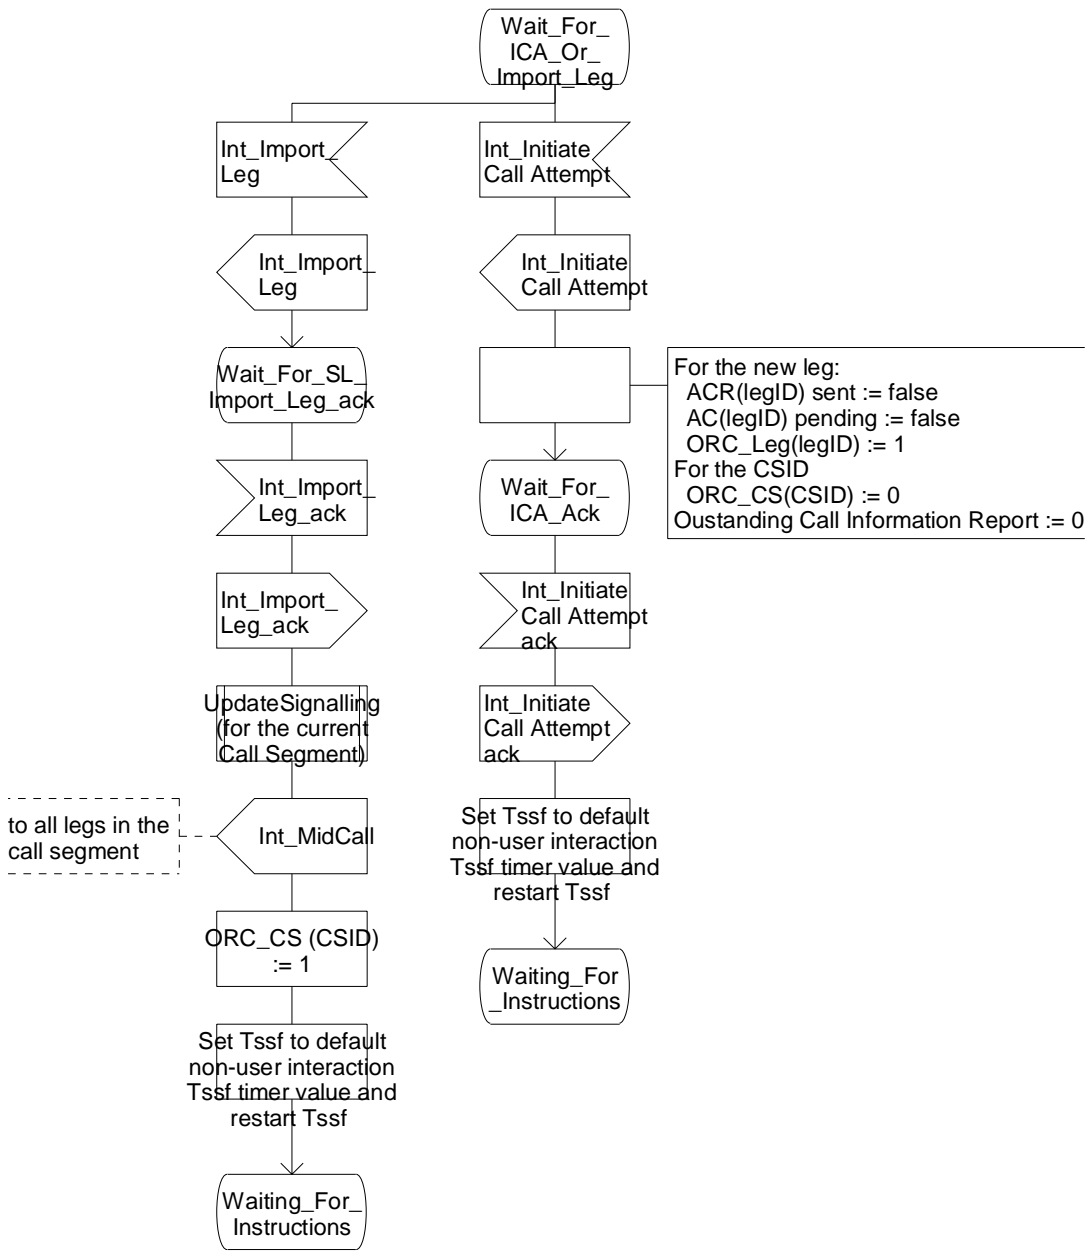 Wait_For_
ICA_Or_
Import_Leg
Int_Import_
Leg
Int_Import_
Leg
Wait_For_SL_
Import_Leg_ack
Int_Import_
Leg_ack
Int_Import_
Leg_ack
UpdateSignalling
(for the current
Call Segment)
to all legs in the
call segment
Int_MidCall
ORC_CS (CSID)
:= 1
Set Tssf to default
non-user interaction
Tssf timer value and
restart Tssf
Waiting_For_
Instructions
Int_Initiate
Call Attempt
Int_Initiate
Call Attempt
For the new leg:
ACR(legID) sent := false
AC(legID) pending := false
ORC_Leg(legID) := 1
For the CSID
ORC_CS(CSID) := 0
Oustanding Call Information Report := 0
Wait_For_
ICA_Ack
Int_Initiate
Call Attempt
ack
Int_Initiate
Call Attempt
ack
Set Tssf to default
non-user interaction
Tssf timer value and
restart Tssf
Waiting_For
_Instructions